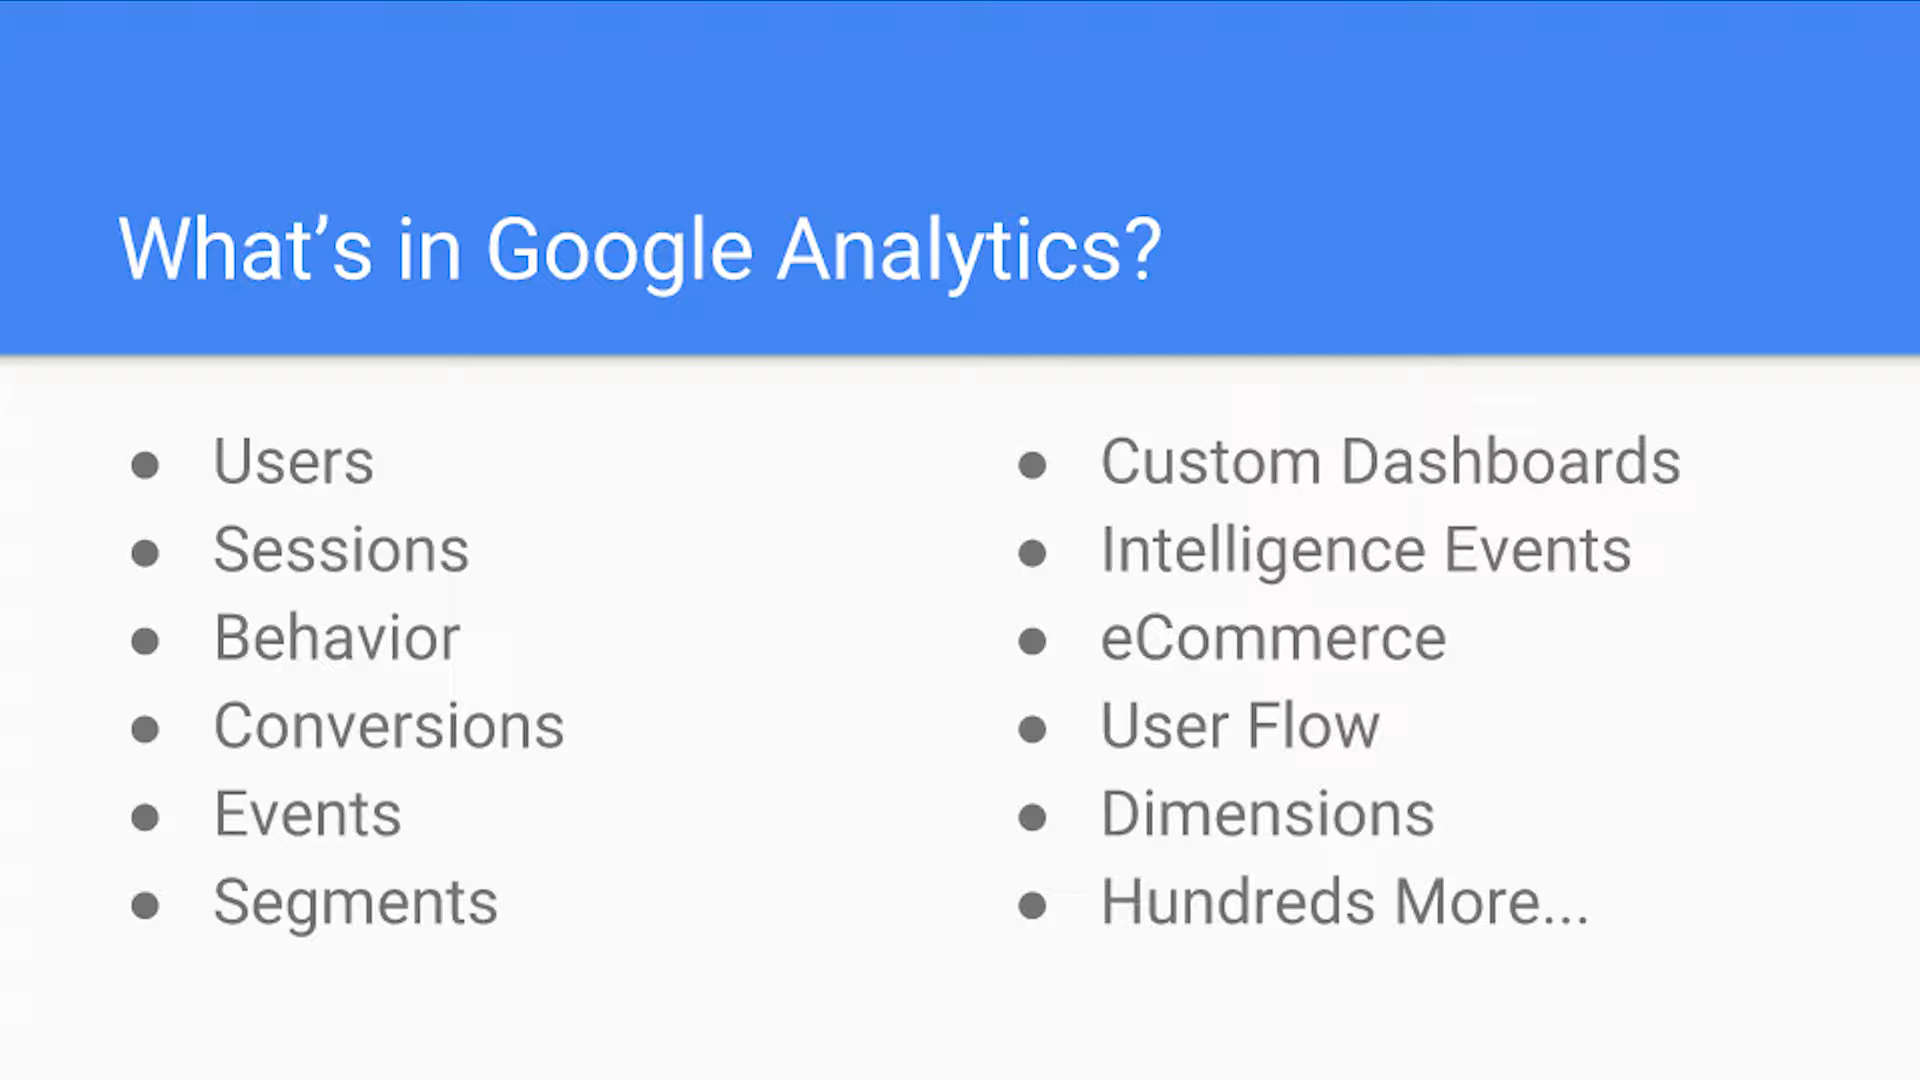 What’s in Google Analytics?
● Users
● Sessions
● Behavior
● Conversions
● Events
● Segments
● Custom Dashboards
● Intelligence Events
● eCommerce
● User Flow
● Dimensions
● Hundreds More...